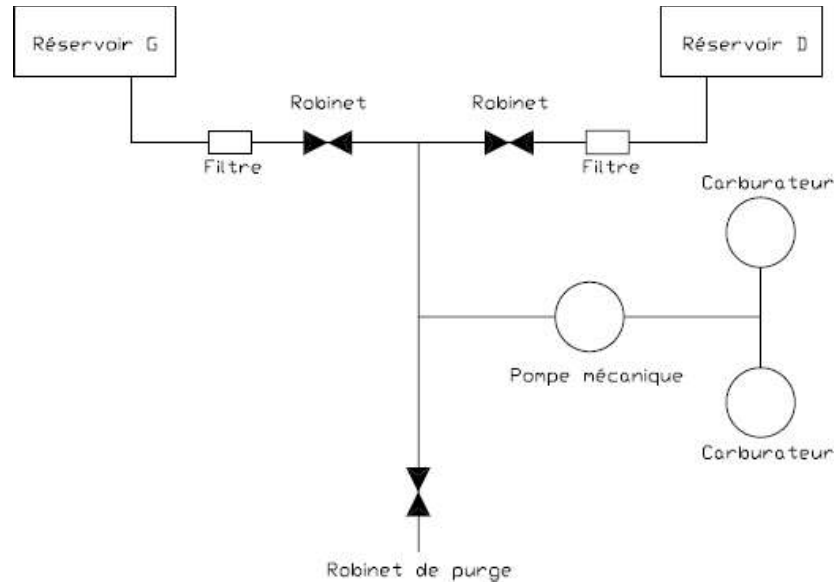 Réservoir G
Réservoir D
Robinet
Robinet
Filtre
Filtre
Carburateur
Pompe mécanique
Carburateur
Robinet de purge